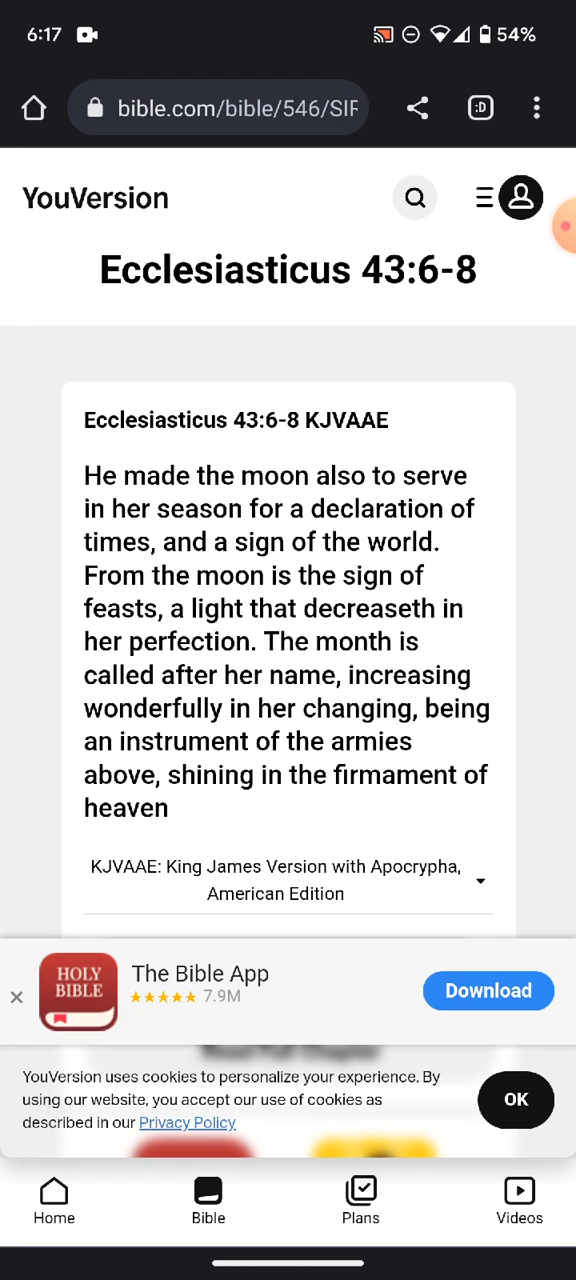 6:17
54%
bible.com/bible/546/SIF
YouVersion
Ecclesiasticus 43:6-8
Ecclesiasticus 43:6-8 KJVAAE
He made the moon also to serve
in her season for a declaration of
times, and a sign of the world.
From the moon is the sign of
feasts, a light that decreaseth in
her perfection. The month is
called after her name, increasing
wonderfully in her changing, being
an instrument of the armies
above, shining in the firmament of
heaven
KJVAAE: King James Version with Apocrypha,
American Edition
HOLY
BIBLE
The Bible App
7.9M
Download
Read Full Chapter
YouVersion uses cookies to personalize your experience. By
using our website, you accept our use of cookies as
described in our Privacy Policy
OK
Home
Bible
Plans
Videos